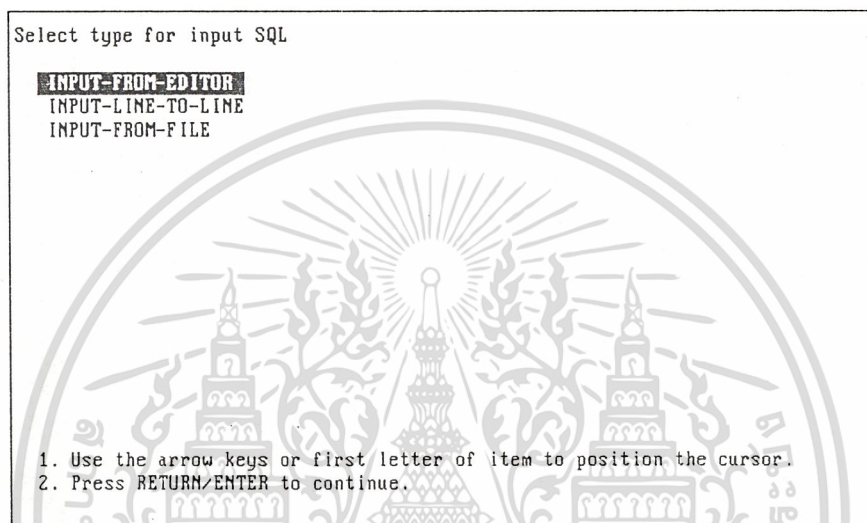 Select type for input SQL
INPUT-FROM-EDITOR
INPUT-LINE-TO-LINE
INPUT-FROM-FILE
1. Use the arrow keys or first letter of item to position the cursor.
2. Press RETURN/ENTER to continue.